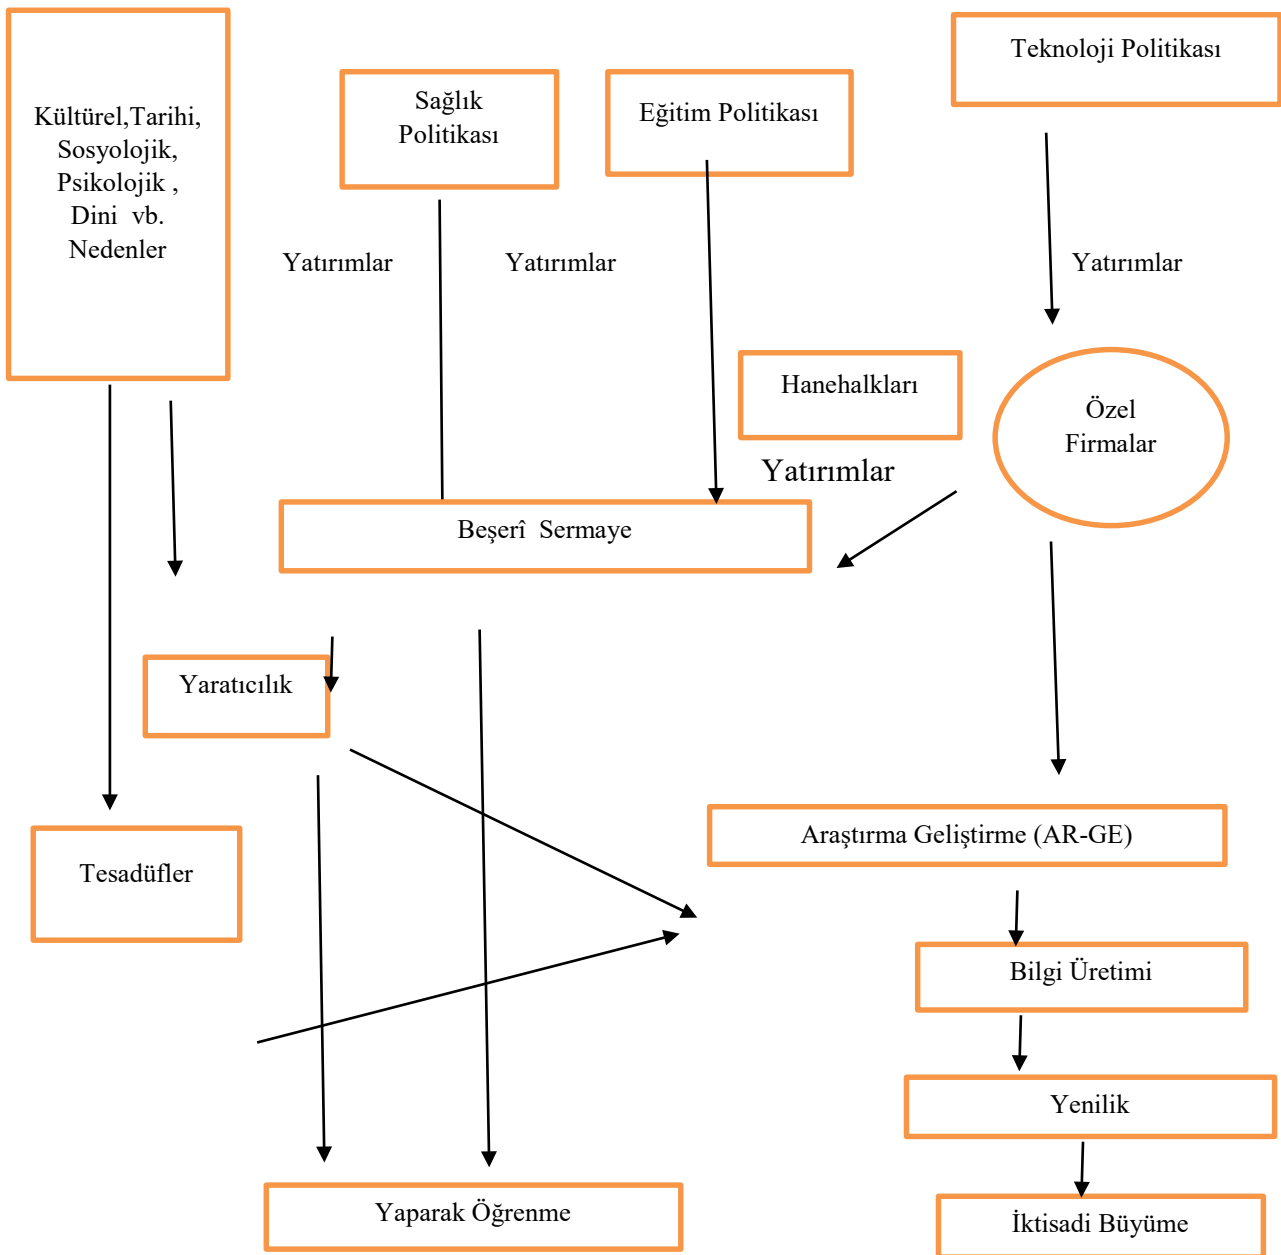 Teknoloji Politikası
Sağlık
Politikası
Eğitim Politikası
Kültürel,Tarihi,
Sosyolojik,
Psikolojik ,
Dini vb.
Nedenler
Yatırımlar
Yatırımlar
Yatırımlar
Hanehalkları
Özel
Firmalar
Yatırımlar
Beşerî Sermaye
Yaratıcılık
Araştırma Geliştirme (AR-GE)
Tesadüfler
Bilgi Üretimi
Yenilik
Yaparak Öğrenme
İktisadi Büyüme